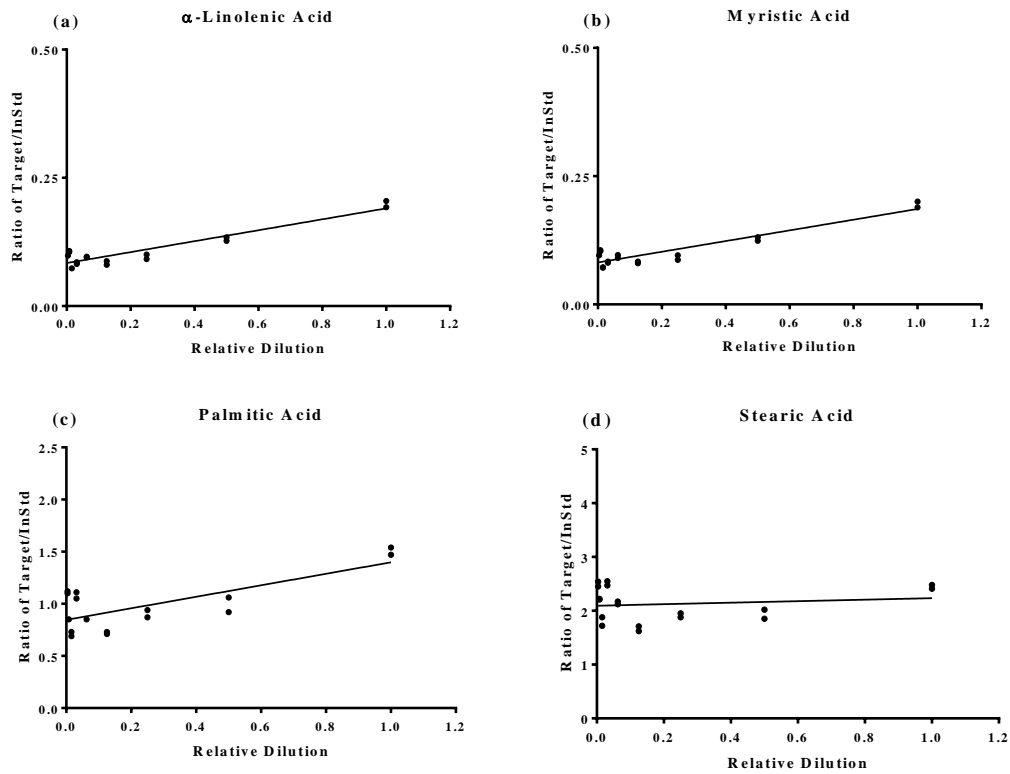 (a) α-Linolenic Acid
Ratio of Target/InStd
0.50
0.25
0.00
0.0 0.2 0.4 0.6 0.8 1.0 1.2
Relative Dilution
(b) Myristic Acid
Ratio of Target/InStd
0.50
0.25
0.00
0.0 0.2 0.4 0.6 0.8 1.0 1.2
Relative Dilution
(c) Palmitic Acid
Ratio of Target/InStd
2.5
2.0
1.5
1.0
0.5
0.0
0.0 0.2 0.4 0.6 0.8 1.0 1.2
Relative Dilution
(d) Stearic Acid
Ratio of Target/InStd
5
4
3
2
1
0
0.0 0.2 0.4 0.6 0.8 1.0 1.2
Relative Dilution